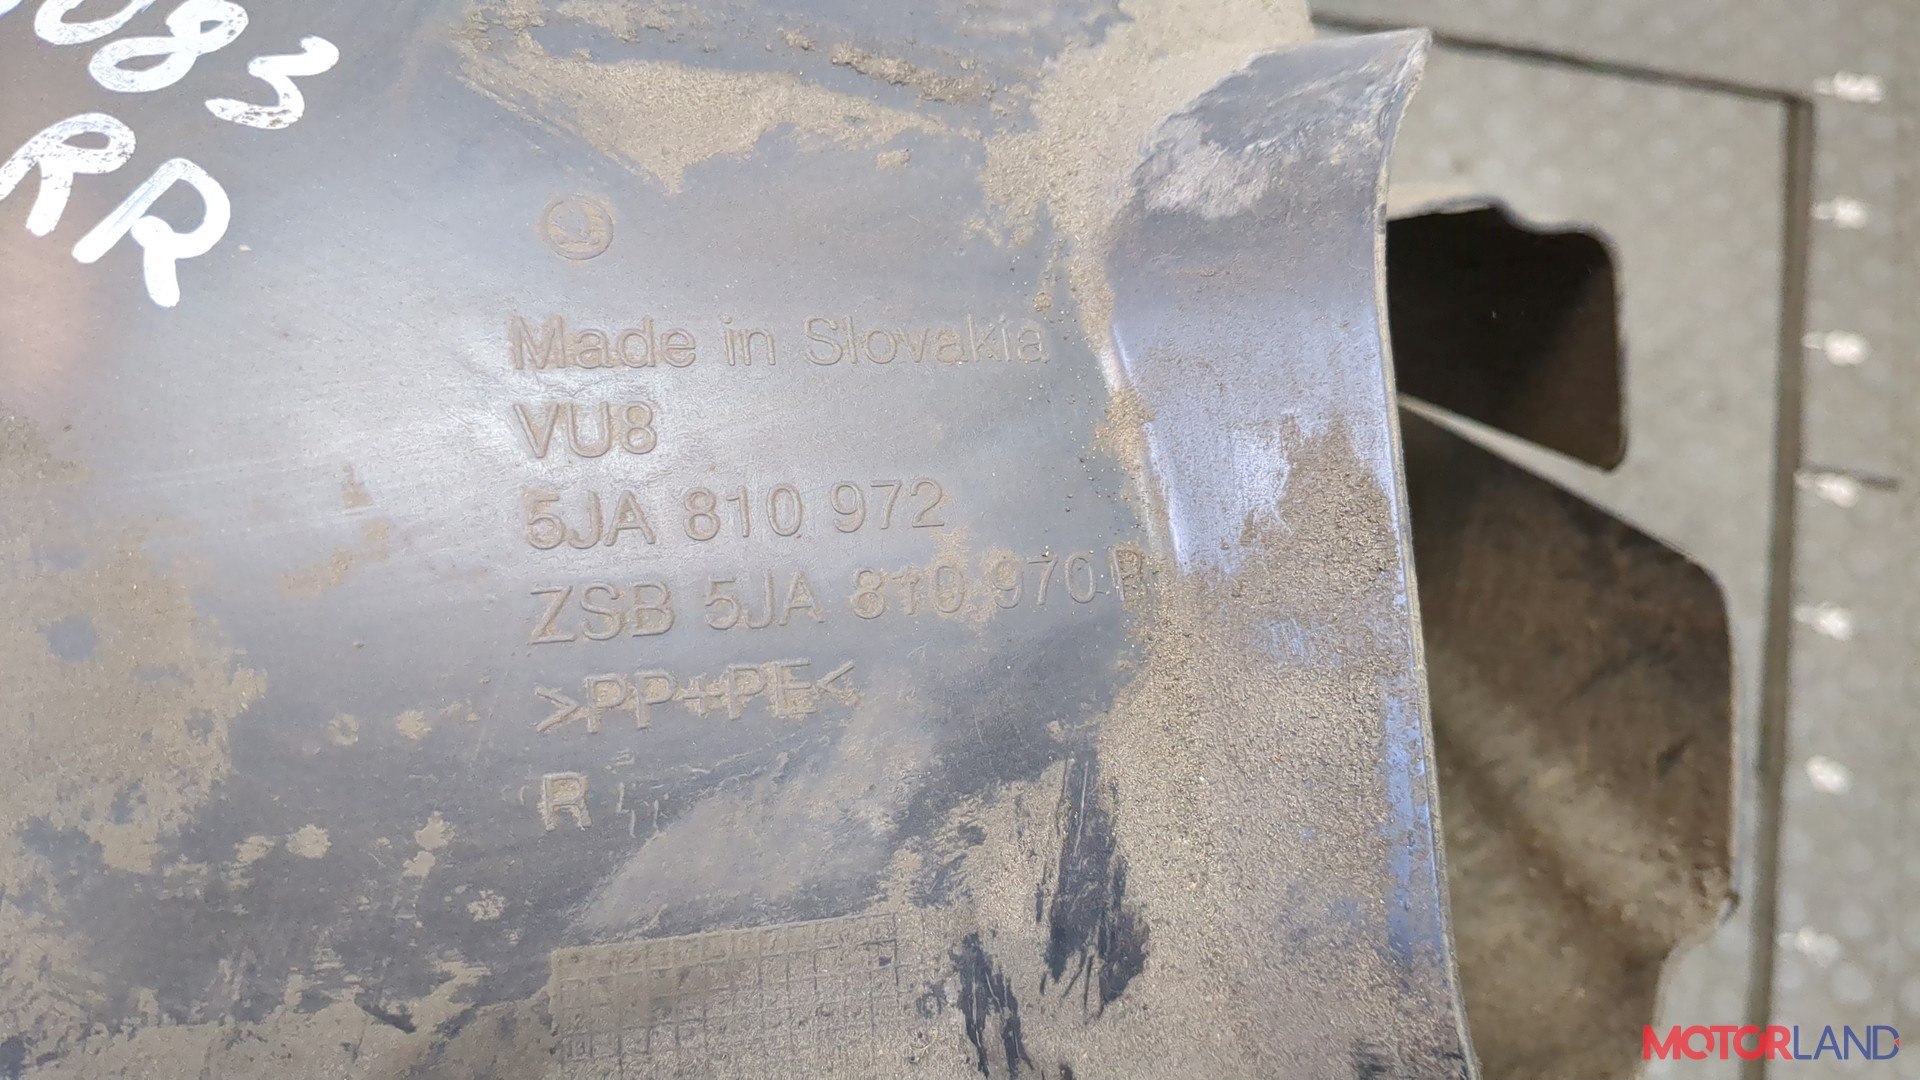 083
RR
Made in Slovakia
VU8
5JA 810 972
ZSB 5JA 810 970
>PP+PE<
R
MOTORLAND